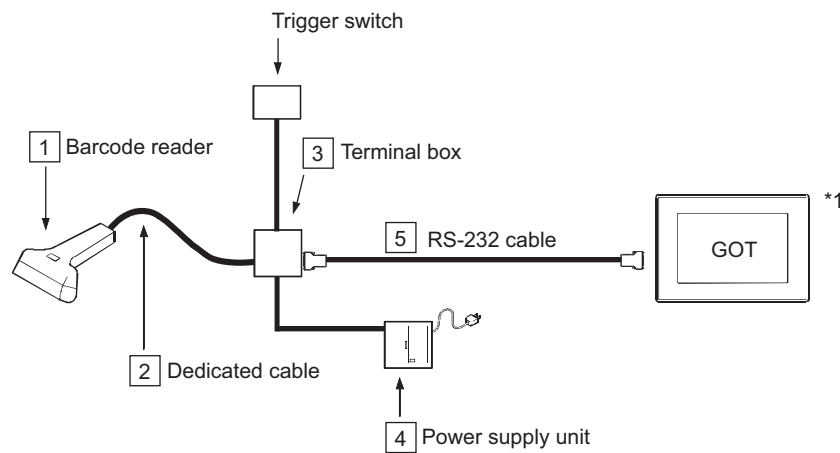 Trigger switch
1 Barcode reader
3 Terminal box
*1
5 RS-232 cable
GOT
2 Dedicated cable
4 Power supply unit